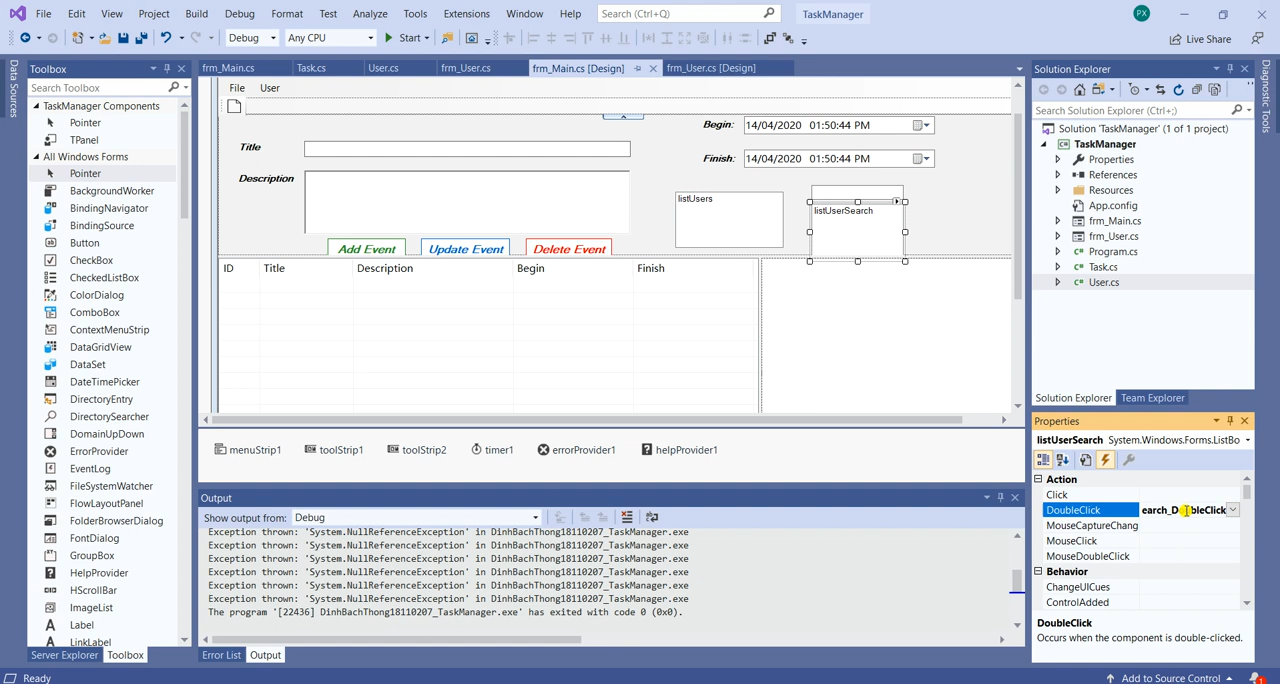 File Edit View Project Build Debug Format Test Analyze Tools Extensions Window Help Search (Ctrl+Q) TaskManager PX
Debug Any CPU Start Live Share
Data Sources
Toolbox
Search Toolbox
TaskManager Components
Pointer
TPanel
All Windows Forms
Pointer
BackgroundWorker
BindingNavigator
BindingSource
Button
CheckBox
CheckedListBox
ColorDialog
ComboBox
ContextMenuStrip
DataGridView
DataSet
DateTimePicker
DirectoryEntry
DirectorySearcher
DomainUpDown
ErrorProvider
EventLog
FileSystemWatcher
FlowLayoutPanel
FolderBrowserDialog
FontDialog
GroupBox
HelpProvider
HScrollBar
ImageList
Label
LinkLabel
Server Explorer Toolbox
frm_Main.cs Task.cs User.cs frm_User.cs frm_Main.cs [Design] frm_User.cs [Design]
File User
Begin: 14/04/2020 01:50:44 PM
Title
Finish: 14/04/2020 01:50:44 PM
Description
listUsers
listUserSearch
Add Event Update Event Delete Event
ID Title Description Begin Finish
menuStrip1 toolStrip1 toolStrip2 timer1 errorProvider1 helpProvider1
Output
Show output from: Debug
Exception thrown: 'System.NullReferenceException' in DinhBachThong18110207_TaskManager.exe
Exception thrown: 'System.NullReferenceException' in DinhBachThong18110207_TaskManager.exe
Exception thrown: 'System.NullReferenceException' in DinhBachThong18110207_TaskManager.exe
Exception thrown: 'System.NullReferenceException' in DinhBachThong18110207_TaskManager.exe
Exception thrown: 'System.NullReferenceException' in DinhBachThong18110207_TaskManager.exe
Exception thrown: 'System.NullReferenceException' in DinhBachThong18110207_TaskManager.exe
The program '[22436] DinhBachThong18110207_TaskManager.exe' has exited with code 0 (0x0).
Error List Output
Solution Explorer
Search Solution Explorer (Ctrl+;)
Solution 'TaskManager' (1 of 1 project)
TaskManager
Properties
References
Resources
App.config
frm_Main.cs
frm_User.cs
Program.cs
Task.cs
User.cs
Solution Explorer Team Explorer
Properties
listUserSearch System.Windows.Forms.ListBo
Action
Click
DoubleClick earch_DoubleClick
MouseCaptureChang
MouseClick
MouseDoubleClick
Behavior
ChangeUICues
ControlAdded
DoubleClick
Occurs when the component is double-clicked.
Diagnostic Tools
Ready Add to Source Control 1